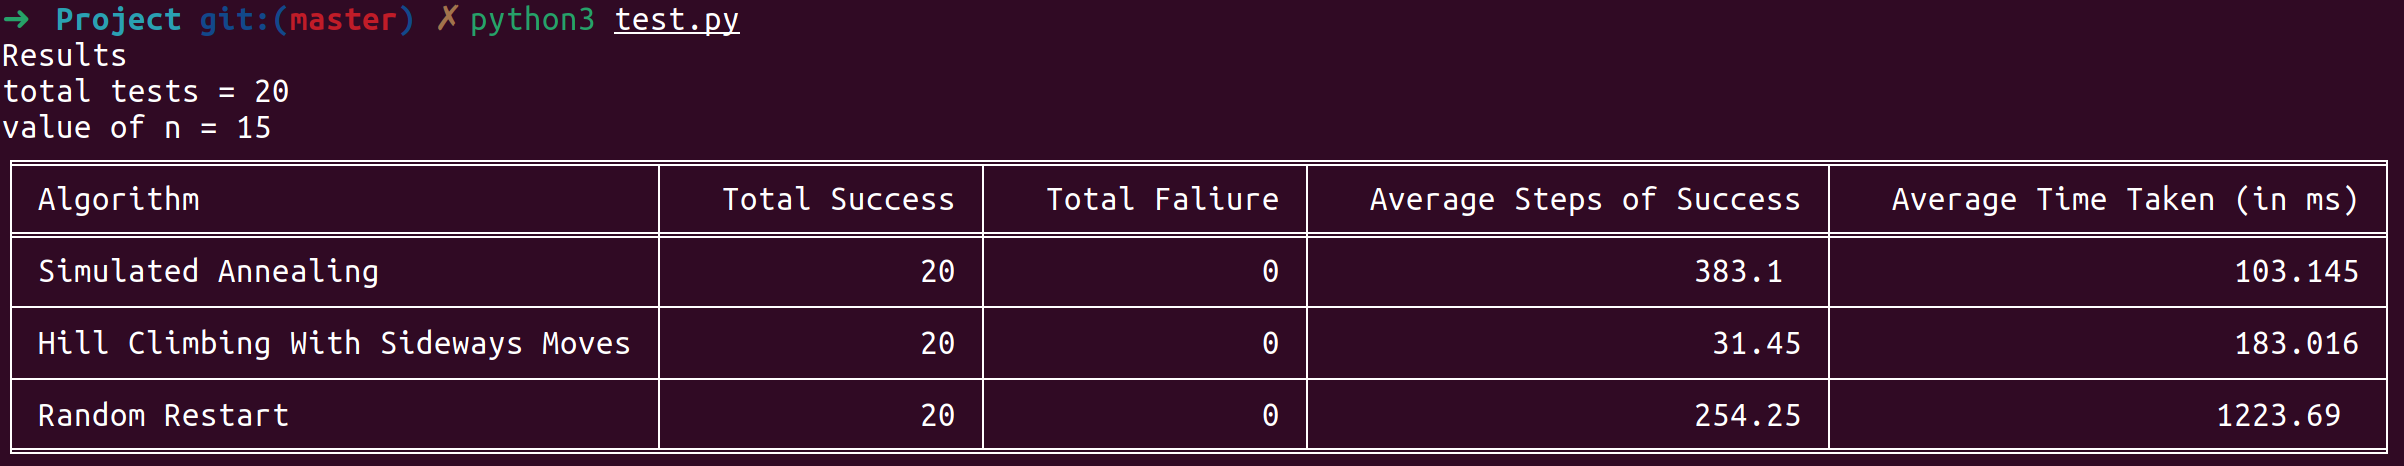 ➜ Project git:(master) ✗ python3 test.py
Results
total tests = 20
value of n = 15
Algorithm Total Success Total Faliure Average Steps of Success Average Time Taken (in ms)
Simulated Annealing 20 0 383.1 103.145
Hill Climbing With Sideways Moves 20 0 31.45 183.016
Random Restart 20 0 254.25 1223.69